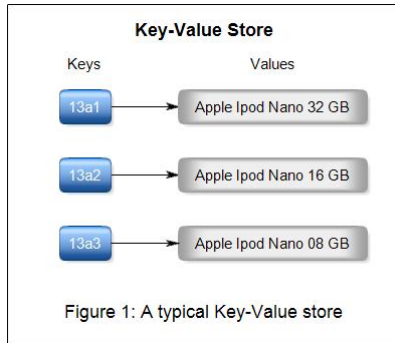 Key-Value Store
Keys Values
13a1 Apple Ipod Nano 32 GB
13a2 Apple Ipod Nano 16 GB
13a3 Apple Ipod Nano 08 GB
Figure 1: A typical Key-Value store